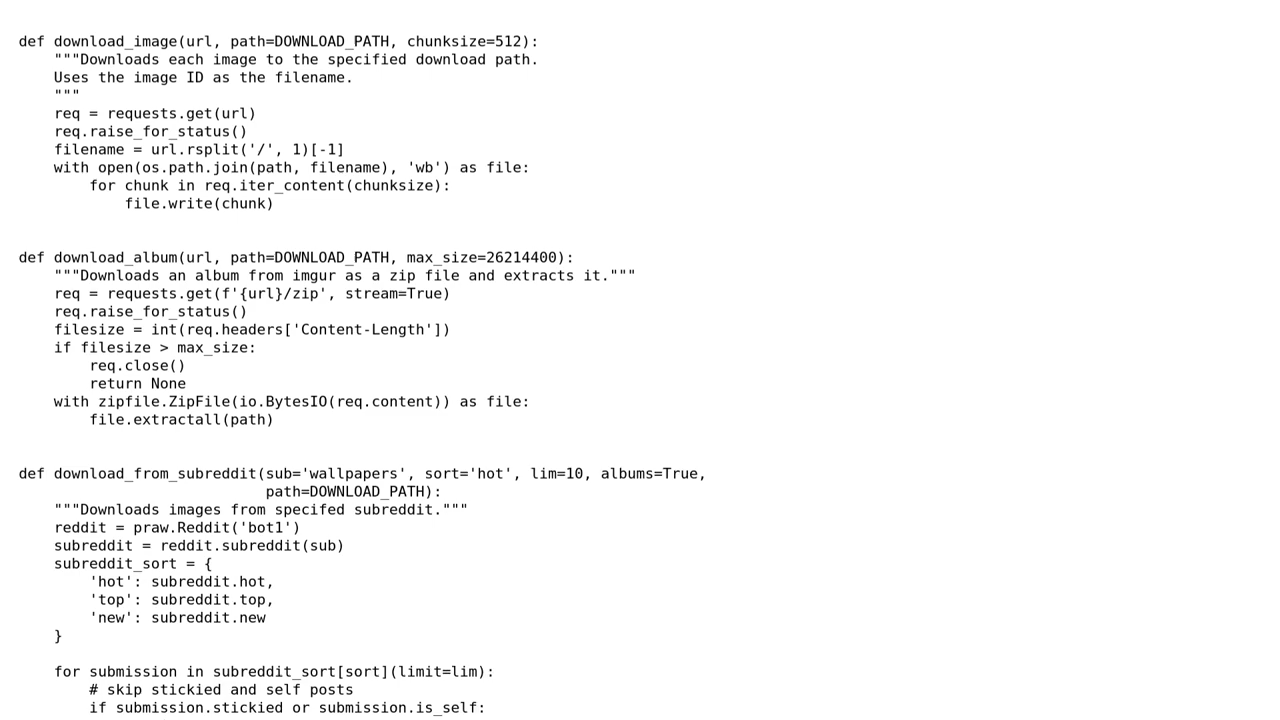 def download_image(url, path=DOWNLOAD_PATH, chunksize=512):
    """Downloads each image to the specified download path.
    Uses the image ID as the filename.
    """
    req = requests.get(url)
    req.raise_for_status()
    filename = url.rsplit('/', 1)[-1]
    with open(os.path.join(path, filename), 'wb') as file:
        for chunk in req.iter_content(chunksize):
            file.write(chunk)


def download_album(url, path=DOWNLOAD_PATH, max_size=26214400):
    """Downloads an album from imgur as a zip file and extracts it."""
    req = requests.get(f'{url}/zip', stream=True)
    req.raise_for_status()
    filesize = int(req.headers['Content-Length'])
    if filesize > max_size:
        req.close()
        return None
    with zipfile.ZipFile(io.BytesIO(req.content)) as file:
        file.extractall(path)


def download_from_subreddit(sub='wallpapers', sort='hot', lim=10, albums=True,
                            path=DOWNLOAD_PATH):
    """Downloads images from specifed subreddit."""
    reddit = praw.Reddit('bot1')
    subreddit = reddit.subreddit(sub)
    subreddit_sort = {
        'hot': subreddit.hot,
        'top': subreddit.top,
        'new': subreddit.new
    }

    for submission in subreddit_sort[sort](limit=lim):
        # skip stickied and self posts
        if submission.stickied or submission.is_self: